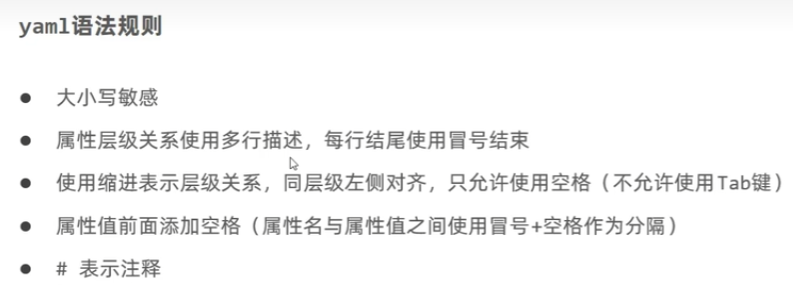 yaml语法规则
● 大小写敏感
● 属性层级关系使用多行描述，每行结尾使用冒号结束
● 使用缩进表示层级关系，同层级左侧对齐，只允许使用空格（不允许使用Tab键）
● 属性值前面添加空格（属性名与属性值之间使用冒号+空格作为分隔）
● # 表示注释